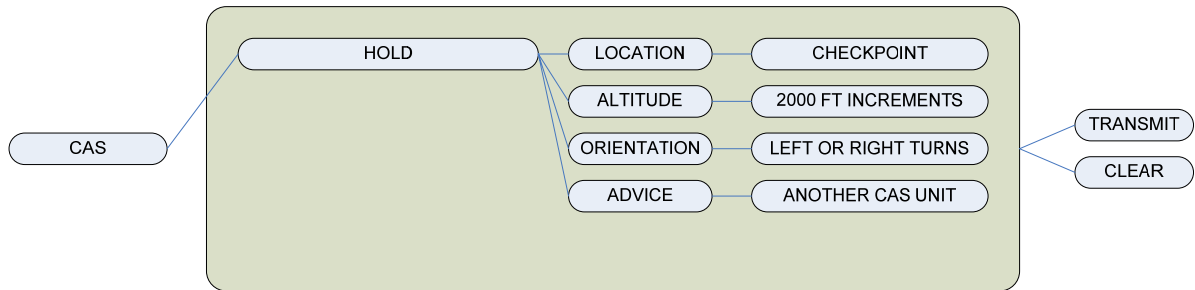 CAS
HOLD
LOCATION
CHECKPOINT
ALTITUDE
2000 FT INCREMENTS
ORIENTATION
LEFT OR RIGHT TURNS
ADVICE
ANOTHER CAS UNIT
TRANSMIT
CLEAR